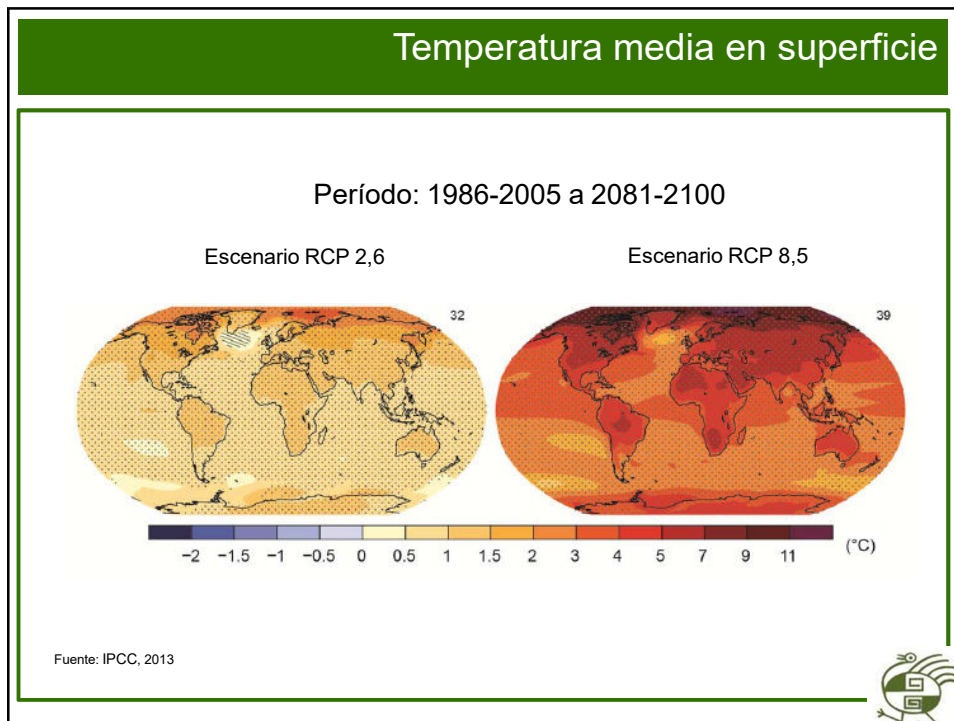 Temperatura media en superficie
Período: 1986-2005 a 2081-2100
Escenario RCP 2,6
Escenario RCP 8,5
32
39
−2 −1.5 −1 −0.5 0 0.5 1 1.5 2 3 4 5 7 9 11 (°C)
Fuente: IPCC, 2013